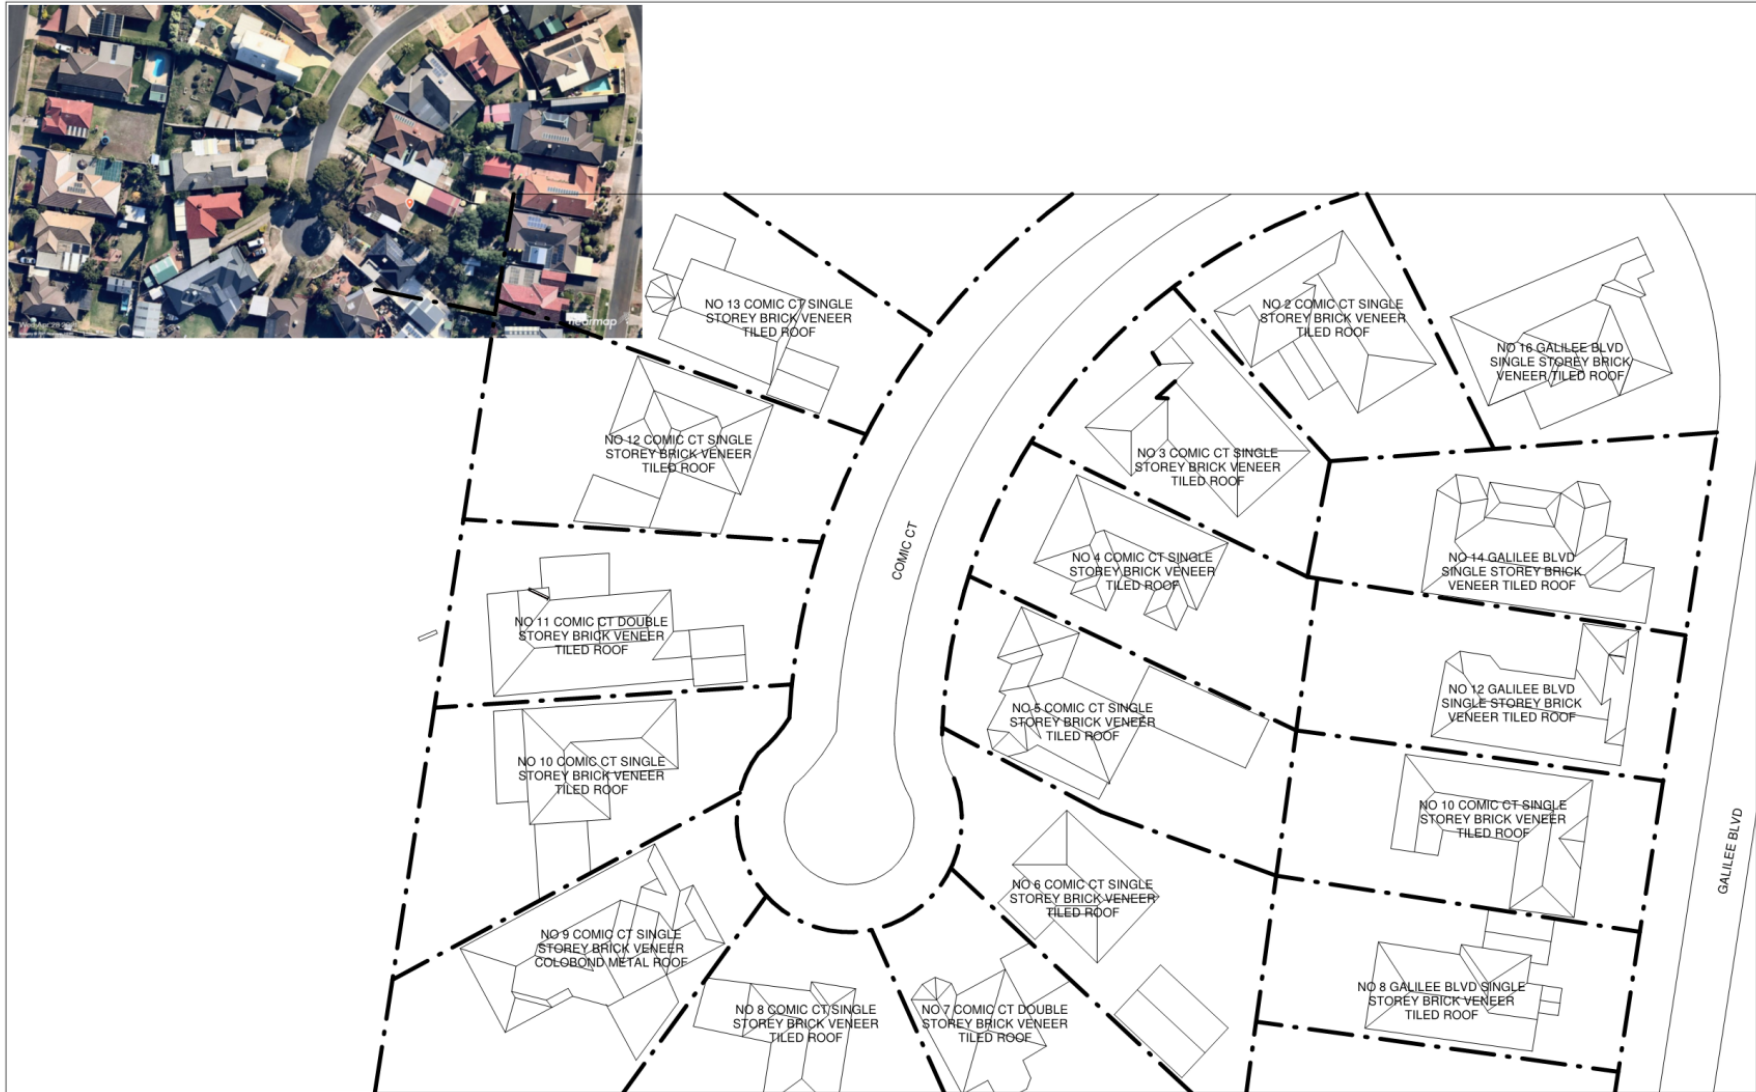 nearmap
NO 13 COMIC CT SINGLE
STOREY BRICK VENEER
TILED ROOF
NO 2 COMIC CT SINGLE
STOREY BRICK VENEER
TILED ROOF
NO 16 GALILEE BLVD
SINGLE STOREY BRICK
VENEER TILED ROOF
NO 12 COMIC CT SINGLE
STOREY BRICK VENEER
TILED ROOF
NO 3 COMIC CT SINGLE
STOREY BRICK VENEER
TILED ROOF
COMIC CT
NO 4 COMIC CT SINGLE
STOREY BRICK VENEER
TILED ROOF
NO 14 GALILEE BLVD
SINGLE STOREY BRICK
VENEER TILED ROOF
NO 11 COMIC CT DOUBLE
STOREY BRICK VENEER
TILED ROOF
NO 5 COMIC CT SINGLE
STOREY BRICK VENEER
TILED ROOF
NO 12 GALILEE BLVD
SINGLE STOREY BRICK
VENEER TILED ROOF
NO 10 COMIC CT SINGLE
STOREY BRICK VENEER
TILED ROOF
NO 10 COMIC CT SINGLE
STOREY BRICK VENEER
TILED ROOF
GALILEE BLVD
NO 6 COMIC CT SINGLE
STOREY BRICK VENEER
TILED ROOF
NO 9 COMIC CT SINGLE
STOREY BRICK VENEER
COLOBOND METAL ROOF
NO 8 GALILEE BLVD SINGLE
STOREY BRICK VENEER
TILED ROOF
NO 8 COMIC CT SINGLE
STOREY BRICK VENEER
TILED ROOF
NO 7 COMIC CT DOUBLE
STOREY BRICK VENEER
TILED ROOF